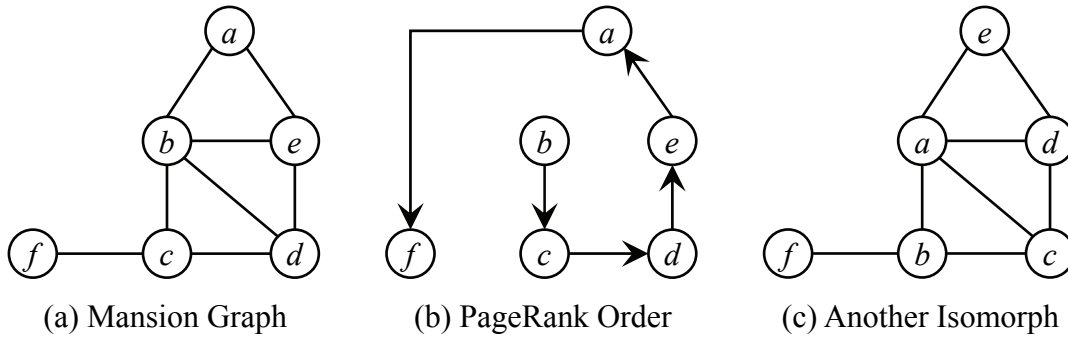 a
b
e
f
c
d
(a) Mansion Graph
a
b
e
f
c
d
(b) PageRank Order
e
a
d
f
b
c
(c) Another Isomorph